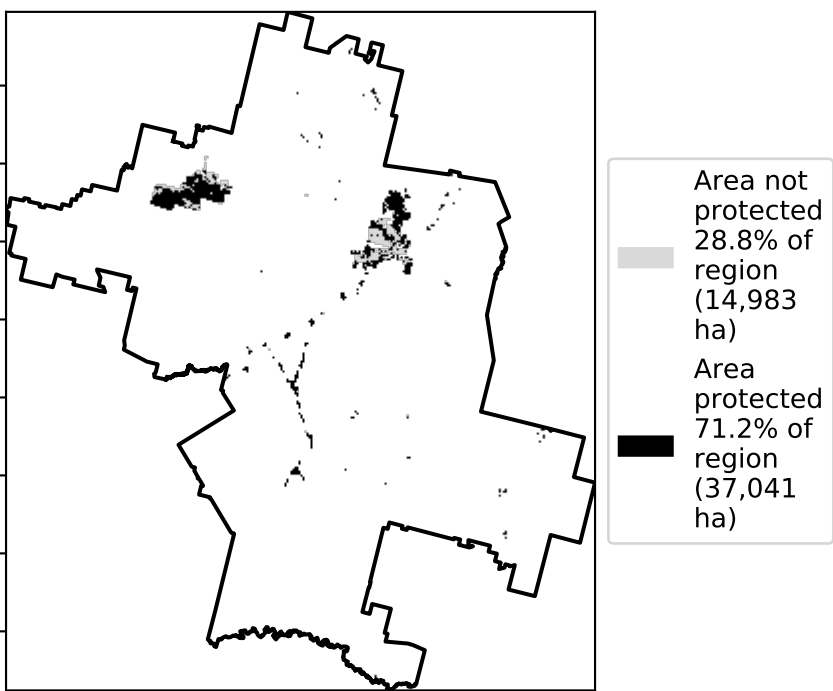 Area not
protected
28.8% of
region
(14,983
ha)
Area
protected
71.2% of
region
(37,041
ha)